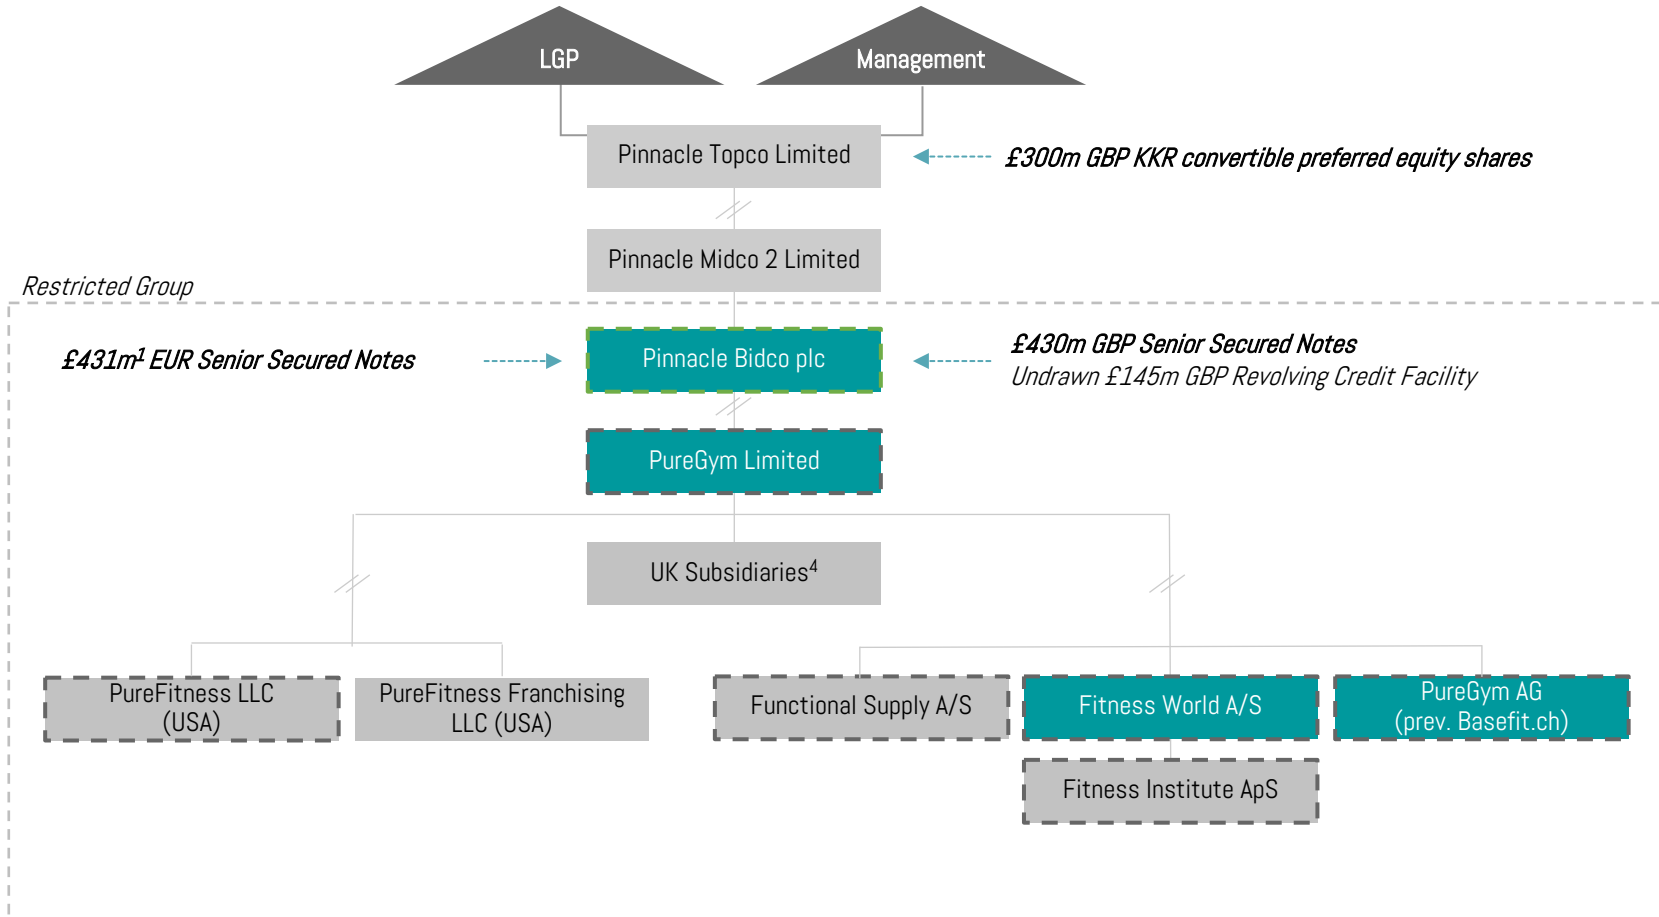 LGP
Management
Pinnacle Topco Limited
£300m GBP KKR convertible preferred equity shares
Pinnacle Midco 2 Limited
Restricted Group
£431m¹ EUR Senior Secured Notes
Pinnacle Bidco plc
£430m GBP Senior Secured Notes
Undrawn £145m GBP Revolving Credit Facility
PureGym Limited
UK Subsidiaries⁴
PureFitness LLC
(USA)
PureFitness Franchising
LLC (USA)
Functional Supply A/S
Fitness World A/S
PureGym AG
(prev. Basefit.ch)
Fitness Institute ApS